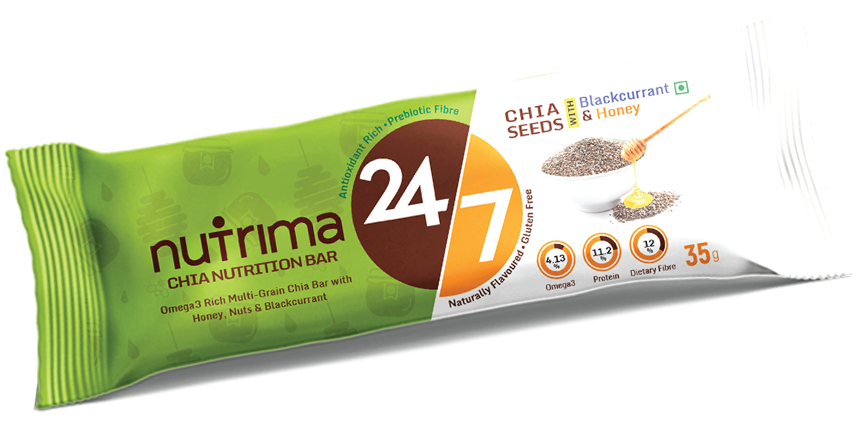 Antioxidant Rich • Prebiotic Fibre
24
7
Naturally Flavoured • Gluten Free
nutrima
CHIA NUTRITION BAR
Omega3 Rich Multi-Grain Chia Bar with
Honey, Nuts & Blackcurrant
CHIA
SEEDS
WITH
Blackcurrant
& Honey
4.13
%
Omega3
11.2
%
Protein
12
%
Dietary Fibre
35g